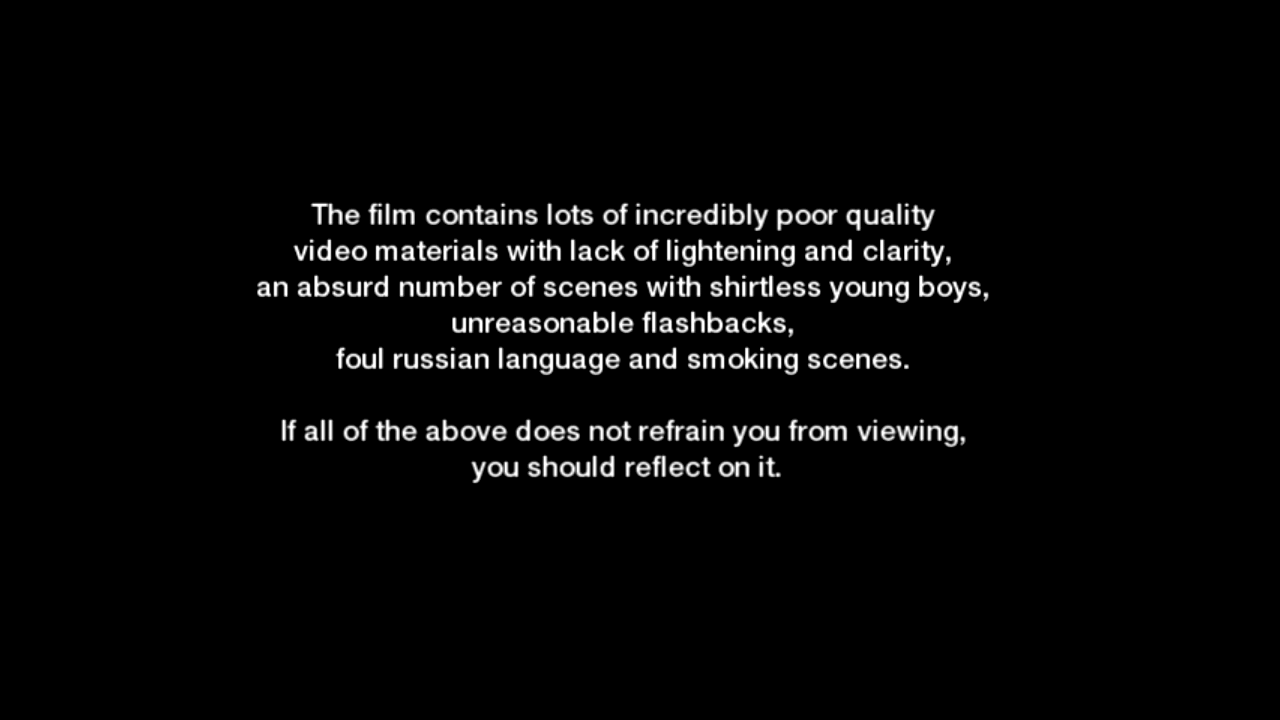 The film contains lots of incredibly poor quality
video materials with lack of lightening and clarity,
an absurd number of scenes with shirtless young boys,
unreasonable flashbacks,
foul russian language and smoking scenes.
If all of the above does not refrain you from viewing,
you should reflect on it.